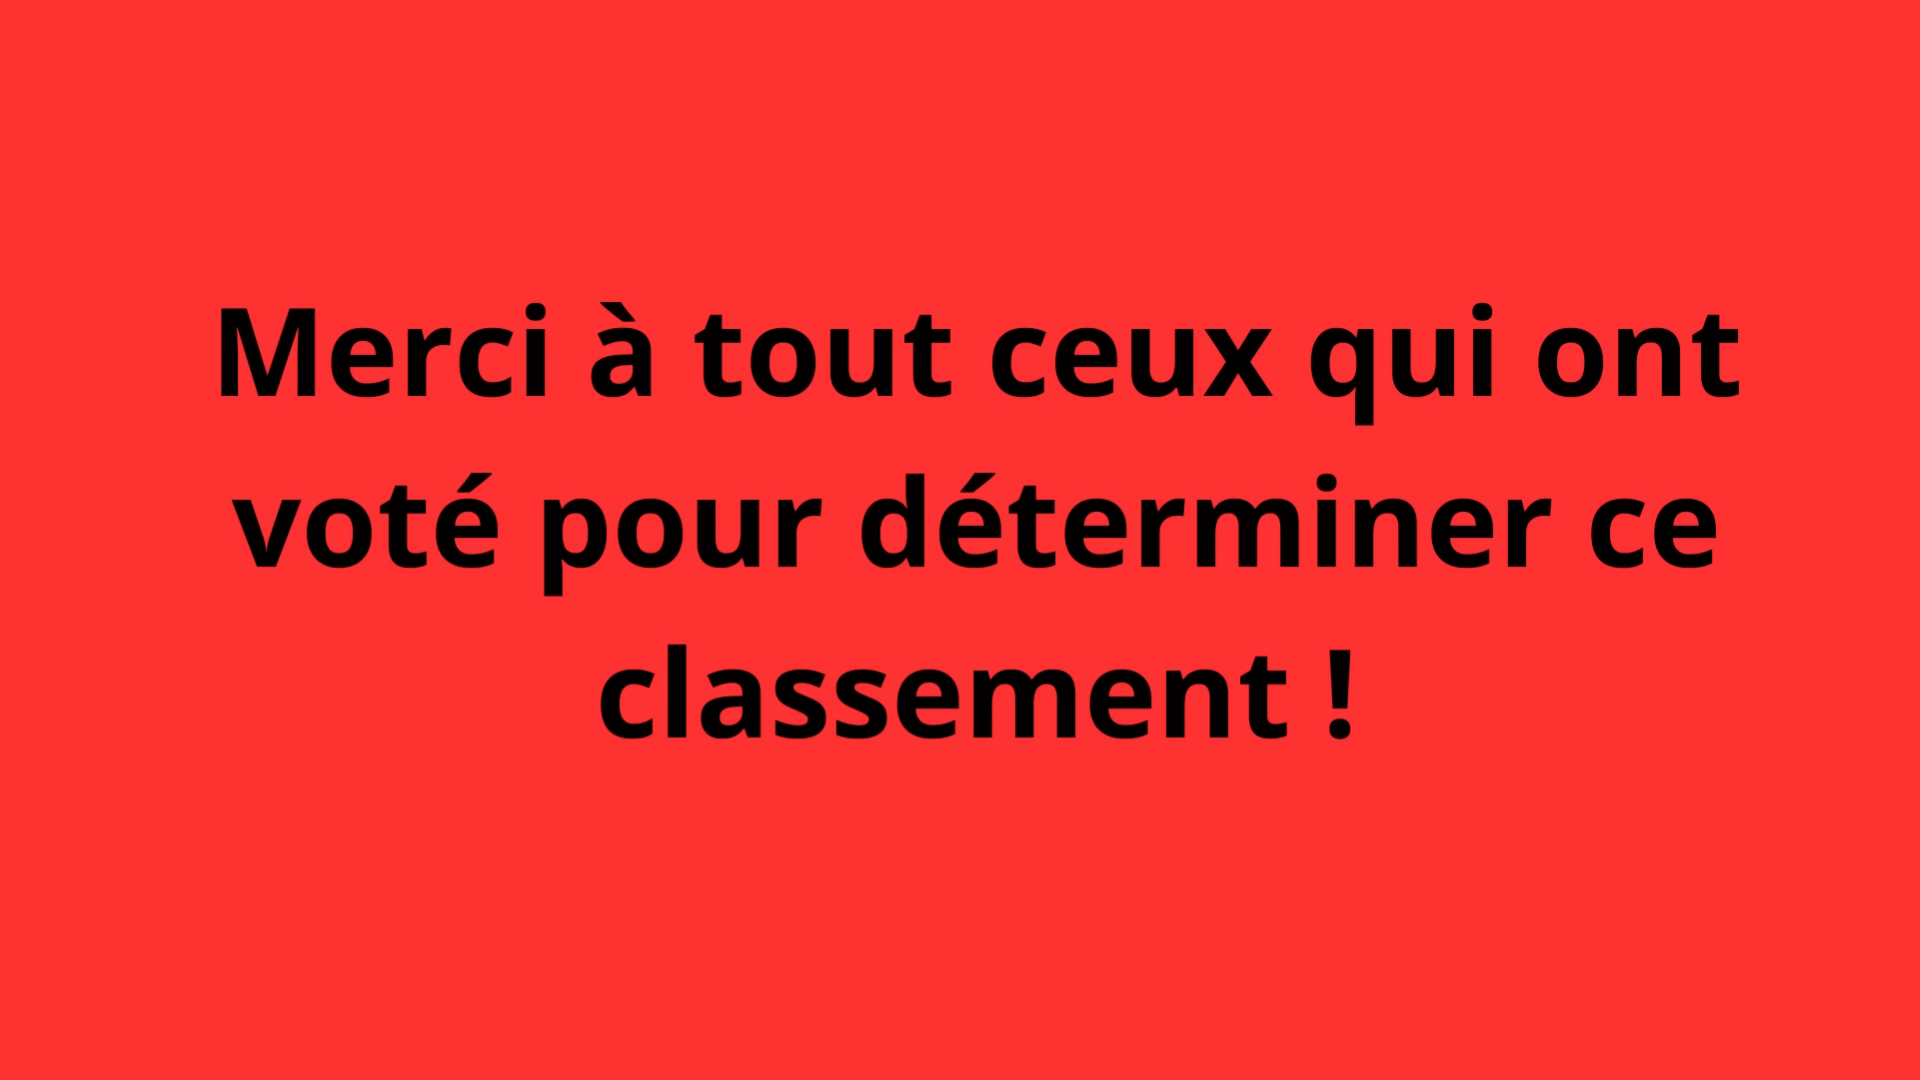 Merci à tout ceux qui ont
voté pour déterminer ce
classement !